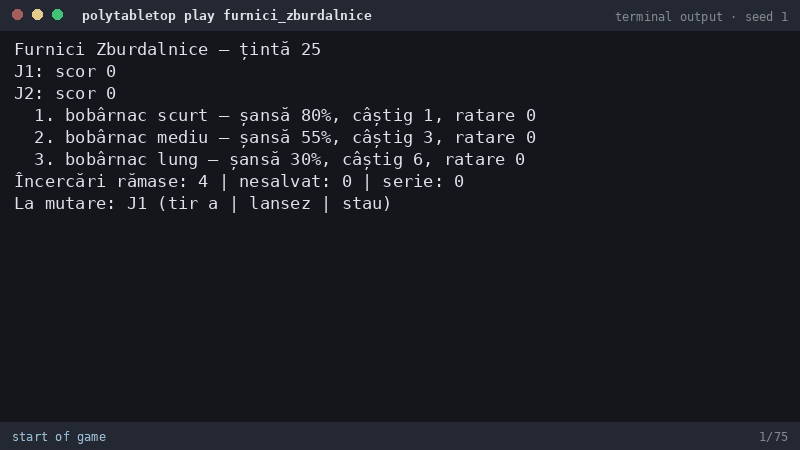 polytabletop play furnici_zburdalnice
terminal output · seed 1
Furnici Zburdalnice — țintă 25
J1: scor 0
J2: scor 0
1. bobârnac scurt — șansă 80%, câștig 1, ratare 0
2. bobârnac mediu — șansă 55%, câștig 3, ratare 0
3. bobârnac lung — șansă 30%, câștig 6, ratare 0
Încercări rămase: 4 | nesalvat: 0 | serie: 0
La mutare: J1 (tir a | lansez | stau)
start of game
1/75